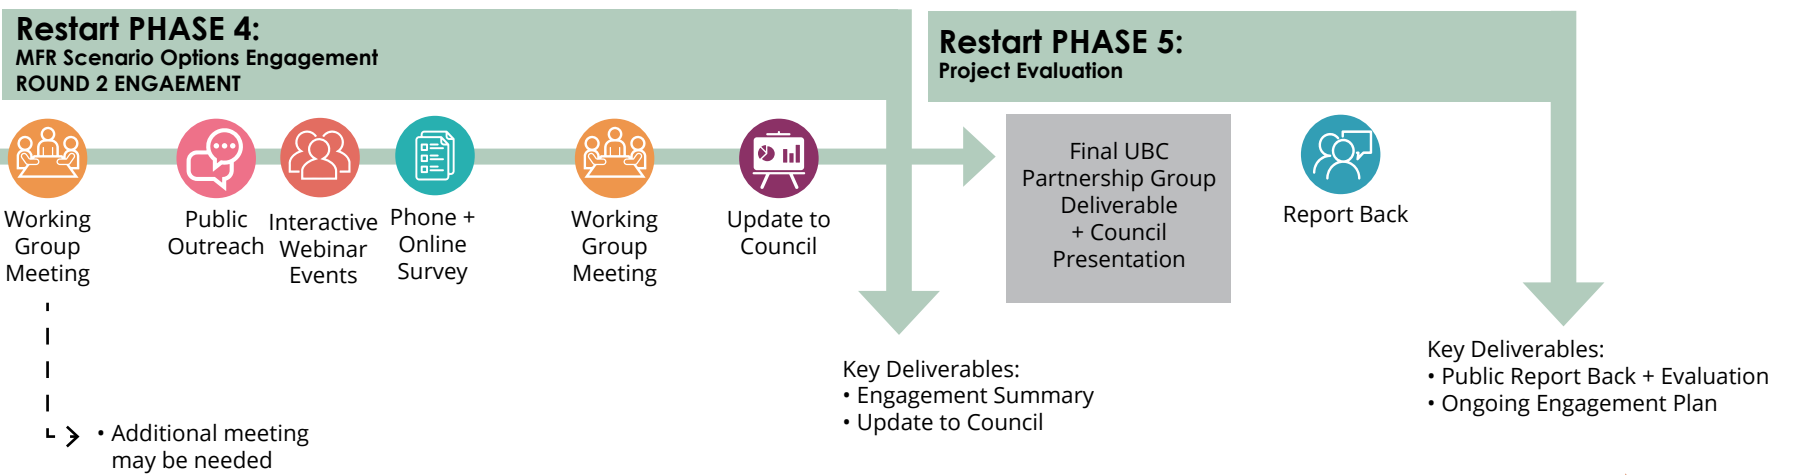 Restart PHASE 4:
MFR Scenario Options Engagement
ROUND 2 ENGAEMENT
Restart PHASE 5:
Project Evaluation
Working
Group
Meeting
Public
Outreach
Interactive
Webinar
Events
Phone +
Online
Survey
Working
Group
Meeting
Update to
Council
Final UBC
Partnership Group
Deliverable
+ Council
Presentation
Report Back
• Additional meeting
may be needed
Key Deliverables:
• Engagement Summary
• Update to Council
Key Deliverables:
• Public Report Back + Evaluation
• Ongoing Engagement Plan